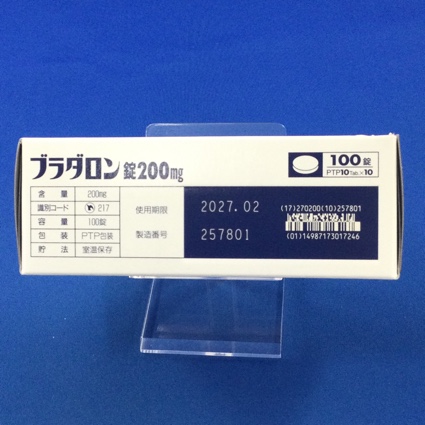 ブラダロン錠200mg
100錠
PTP10Tab.×10
含量 200mg
識別コード 217
容量 100錠
包装 PTP包装
貯法 室温保存
使用期限 2027.02
製造番号 257801
(17)270200(10)257801
(01)14987173017246